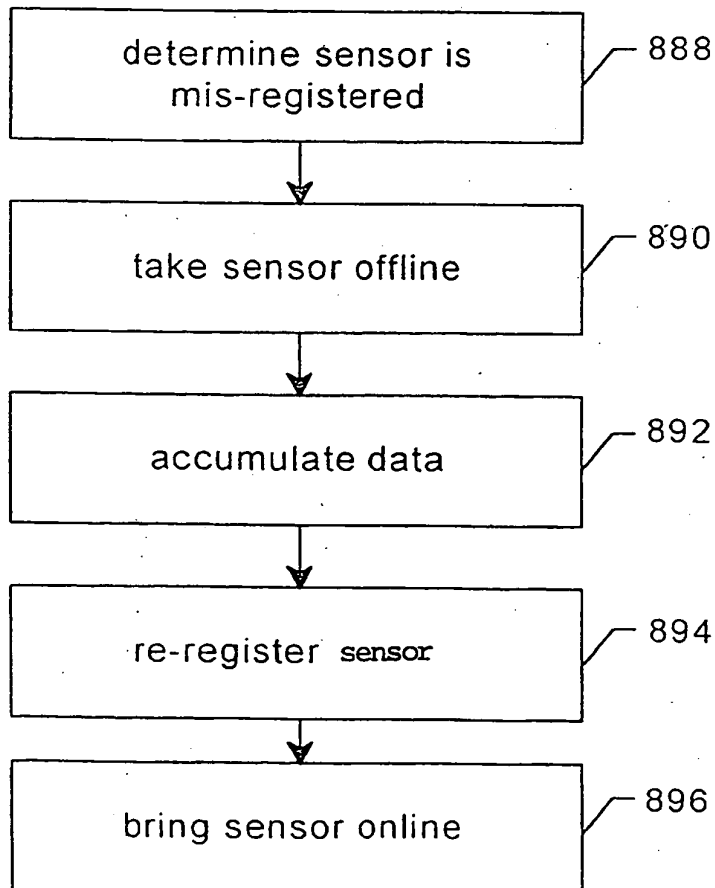 determine sensor is
mis-registered
888
take sensor offline
890
accumulate data
892
re-register sensor
894
bring sensor online
896